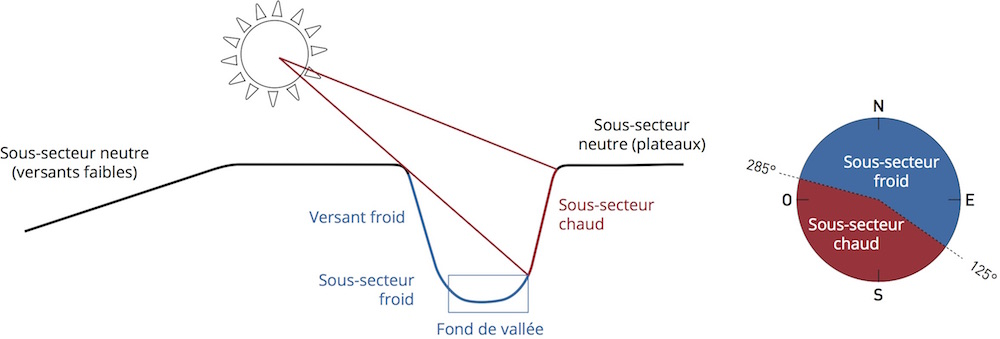 Sous-secteur neutre
(versants faibles)
Sous-secteur
neutre (plateaux)
Versant froid
Sous-secteur
chaud
Sous-secteur
froid
Fond de vallée
N
285°
Sous-secteur
froid
O
E
Sous-secteur
chaud
125°
S